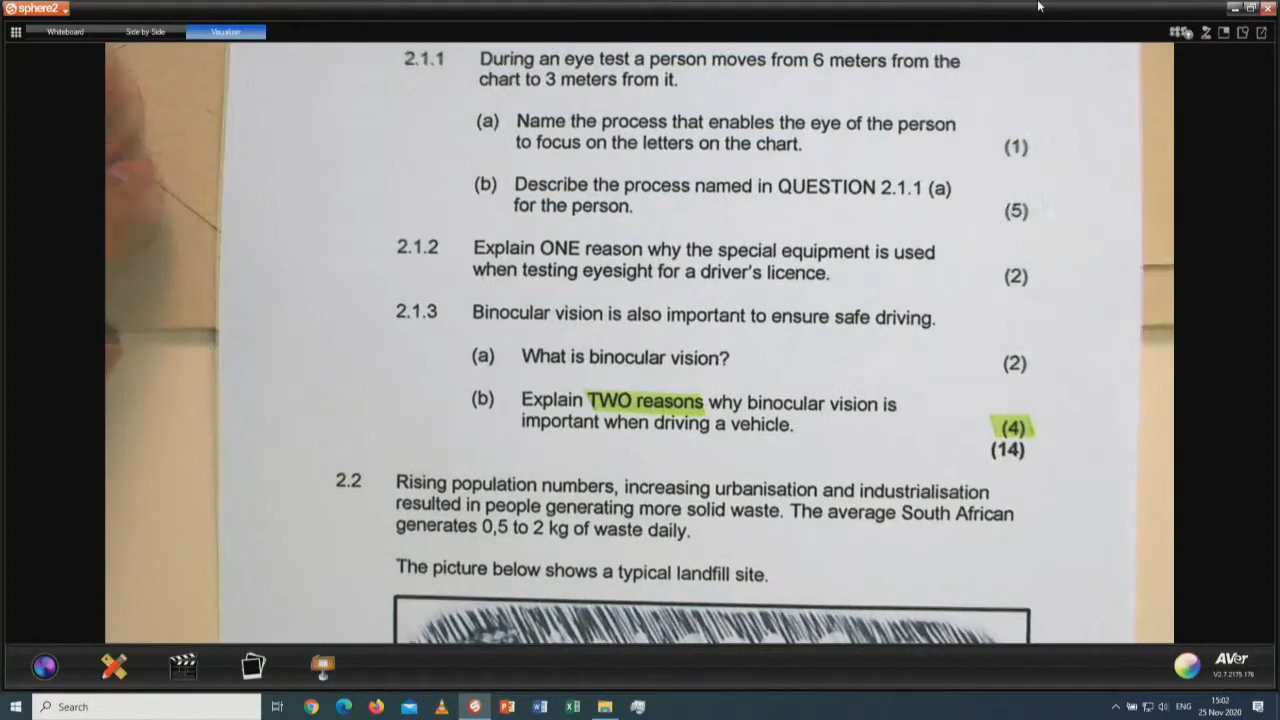 sphere2
Whiteboard
Side by Side
Visualizer
2.1.1 During an eye test a person moves from 6 meters from the
chart to 3 meters from it.
(a) Name the process that enables the eye of the person
to focus on the letters on the chart. (1)
(b) Describe the process named in QUESTION 2.1.1 (a)
for the person. (5)
2.1.2 Explain ONE reason why the special equipment is used
when testing eyesight for a driver's licence. (2)
2.1.3 Binocular vision is also important to ensure safe driving.
(a) What is binocular vision? (2)
(b) Explain TWO reasons why binocular vision is
important when driving a vehicle. (4)
(14)
2.2 Rising population numbers, increasing urbanisation and industrialisation
resulted in people generating more solid waste. The average South African
generates 0,5 to 2 kg of waste daily.
The picture below shows a typical landfill site.
AVer
V2.7.2175.176
Search
ENG
15:02
25 Nov 2020